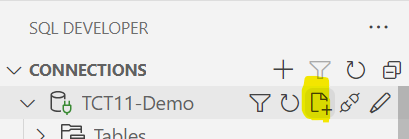 SQL DEVELOPER
CONNECTIONS
TCT11-Demo
Tables